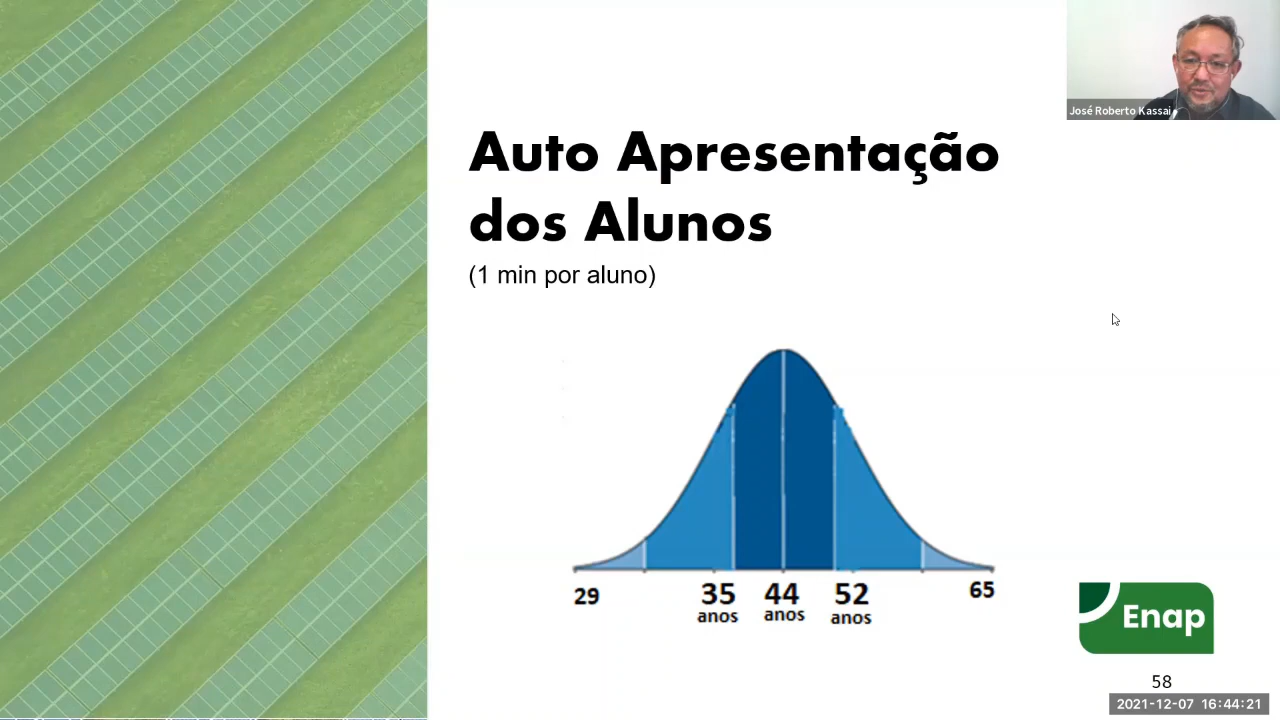 José Roberto Kassai
Auto Apresentação
dos Alunos
(1 min por aluno)
29
35
anos
44
anos
52
anos
65
Enap
58
2021-12-07 16:44:21